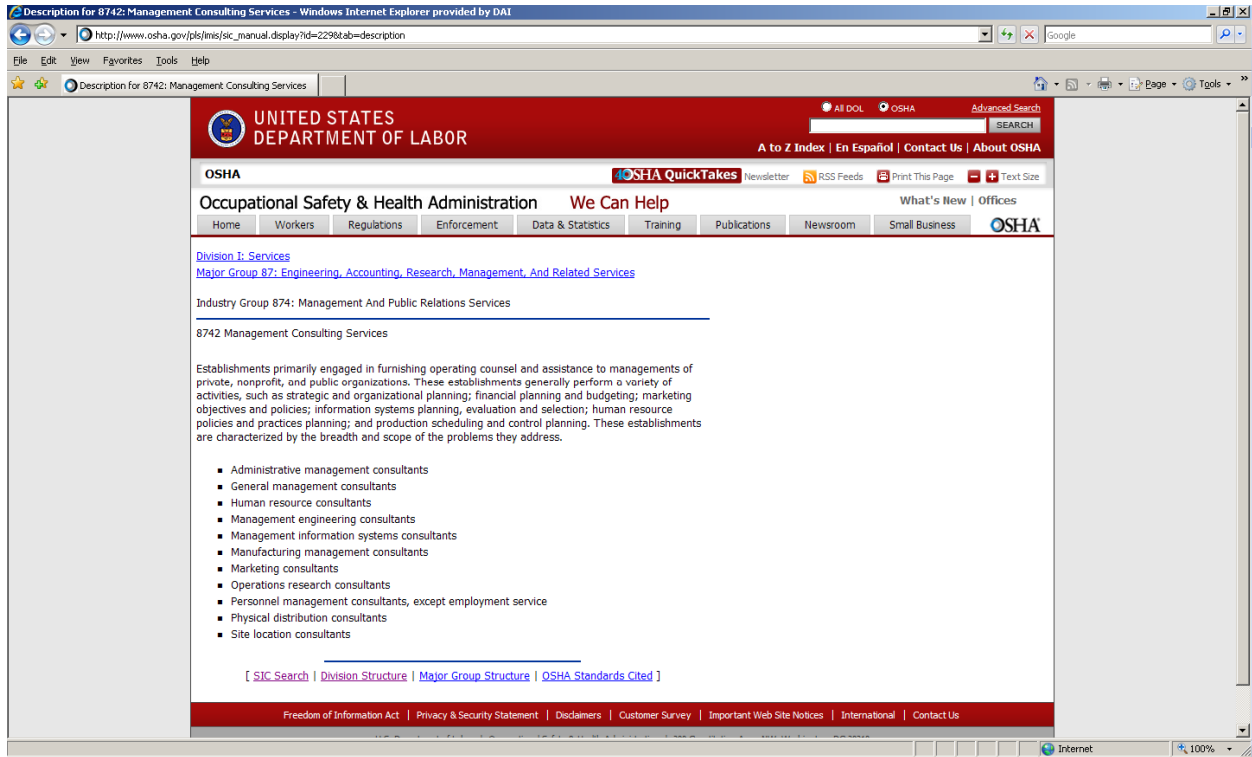 Description for 8742: Management Consulting Services - Windows Internet Explorer provided by DAI
http://www.osha.gov/pls/imis/sic_manual.display?id=229&tab=description
Google
File Edit View Favorites Tools Help
Description for 8742: Management Consulting Services
Page Tools
UNITED STATES
DEPARTMENT OF LABOR
All DOL OSHA Advanced Search
SEARCH
A to Z Index | En Español | Contact Us | About OSHA
OSHA
OSHA QuickTakes Newsletter RSS Feeds Print This Page Text Size
Occupational Safety & Health Administration We Can Help
What's New | Offices
Home Workers Regulations Enforcement Data & Statistics Training Publications Newsroom Small Business OSHA
Division I: Services
Major Group 87: Engineering, Accounting, Research, Management, And Related Services
Industry Group 874: Management And Public Relations Services
8742 Management Consulting Services
Establishments primarily engaged in furnishing operating counsel and assistance to managements of
private, nonprofit, and public organizations. These establishments generally perform a variety of
activities, such as strategic and organizational planning; financial planning and budgeting; marketing
objectives and policies; information systems planning, evaluation and selection; human resource
policies and practices planning; and production scheduling and control planning. These establishments
are characterized by the breadth and scope of the problems they address.
Administrative management consultants
General management consultants
Human resource consultants
Management engineering consultants
Management information systems consultants
Manufacturing management consultants
Marketing consultants
Operations research consultants
Personnel management consultants, except employment service
Physical distribution consultants
Site location consultants
[ SIC Search | Division Structure | Major Group Structure | OSHA Standards Cited ]
Freedom of Information Act | Privacy & Security Statement | Disclaimers | Customer Survey | Important Web Site Notices | International | Contact Us
Internet
100%